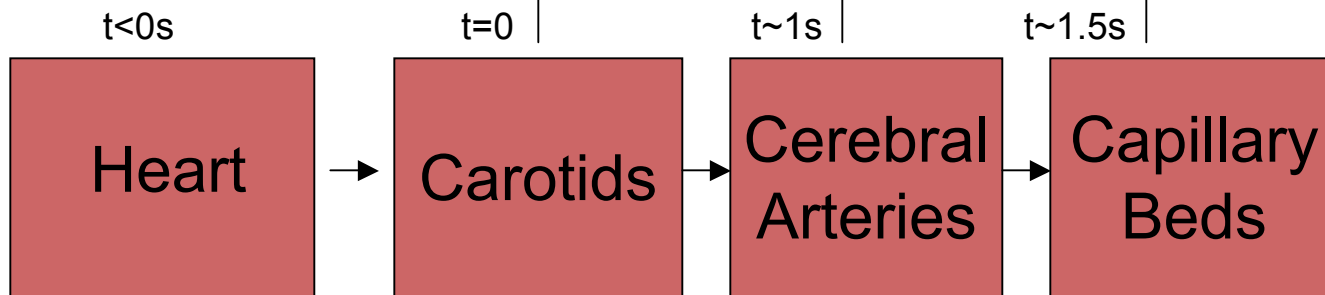 t<0s
t=0
t~1s
t~1.5s
Heart
Carotids
Cerebral
Arteries
Capillary
Beds